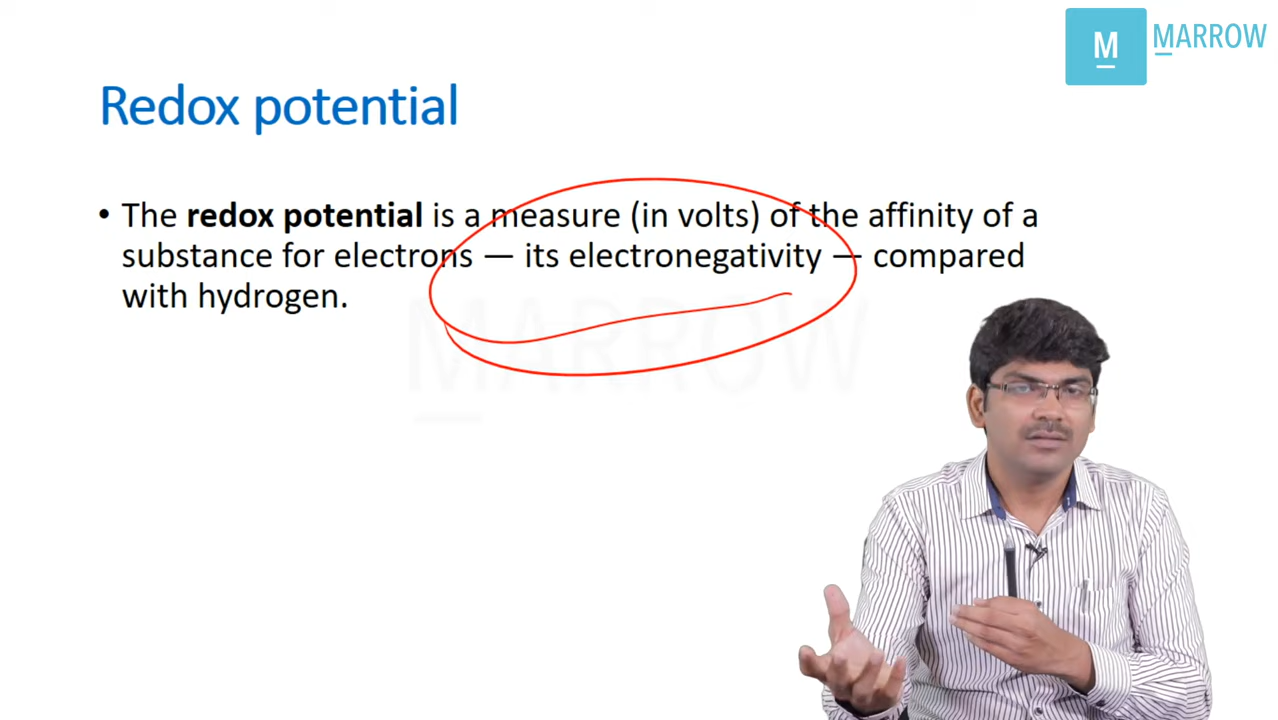 M
MARROW
Redox potential
• The redox potential is a measure (in volts) of the affinity of a
substance for electrons — its electronegativity — compared
with hydrogen.
MARROW